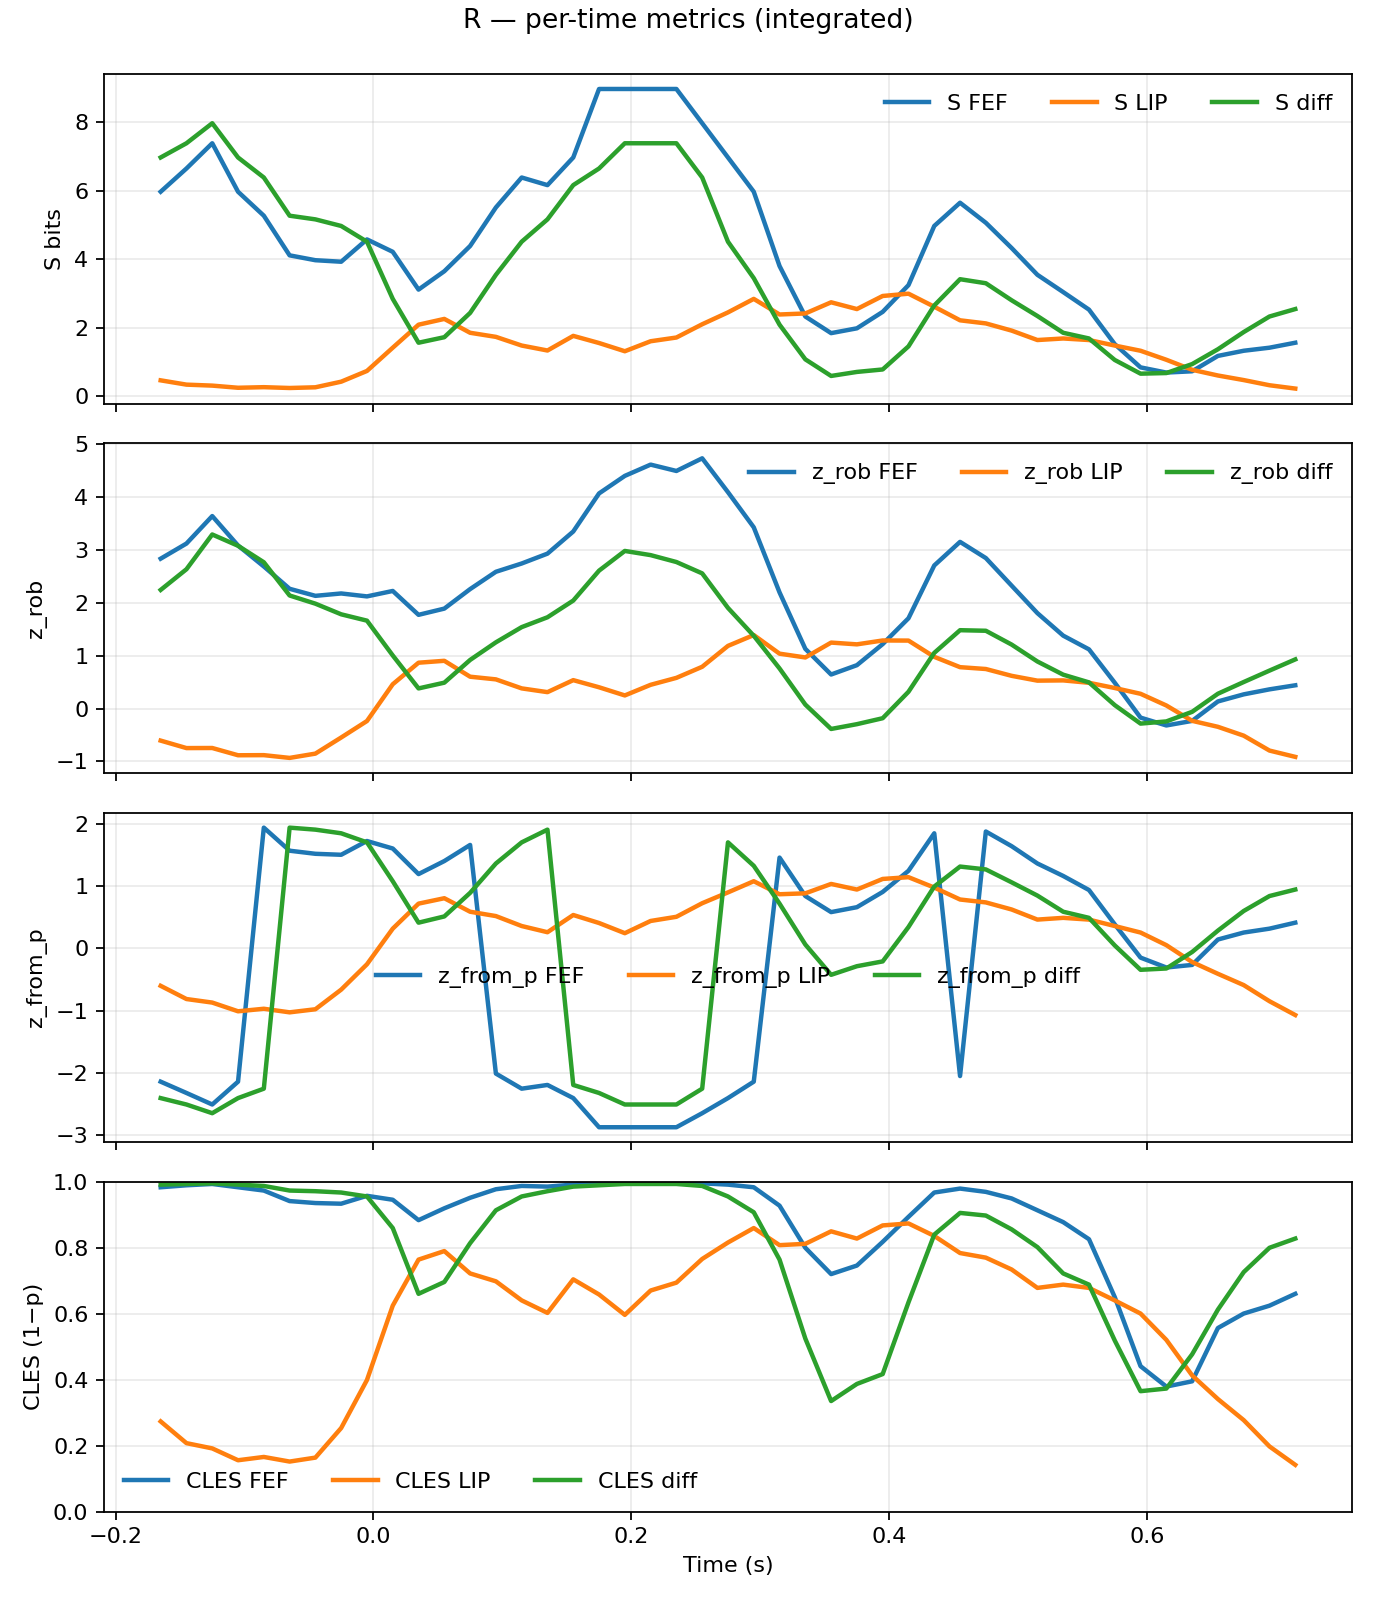 R — per-time metrics (integrated)
S FEF S LIP S diff
8
6
4
2
0
S bits
z_rob FEF z_rob LIP z_rob diff
5
4
3
2
1
0
−1
z_rob
2
1
0
−1
−2
−3
z_from_p
z_from_p FEF z_from_p LIP z_from_p diff
1.0
0.8
0.6
0.4
0.2
0.0
CLES (1−p)
CLES FEF CLES LIP CLES diff
−0.2 0.0 0.2 0.4 0.6
Time (s)